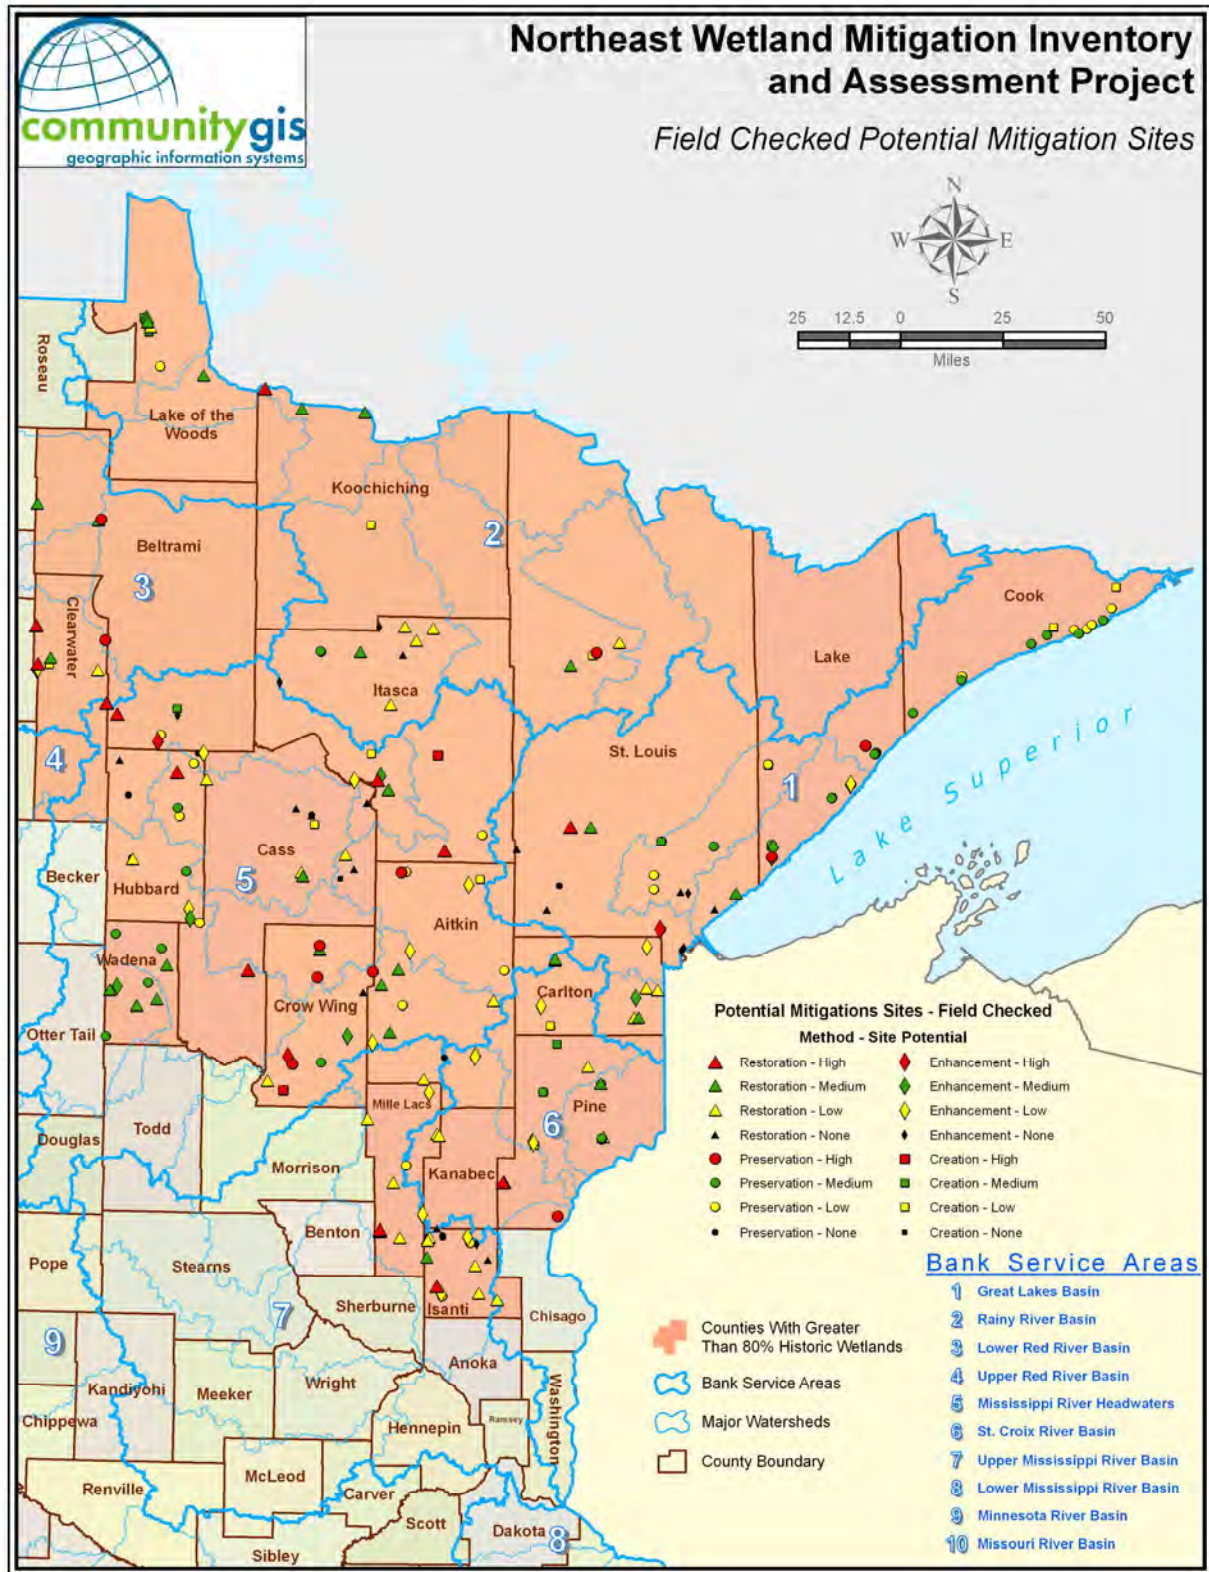 communitygis
geographic information systems
Northeast Wetland Mitigation Inventory
and Assessment Project
Field Checked Potential Mitigation Sites
N
W
E
S
25 12.5 0 25 50
Miles
Roseau
Lake of the
Woods
Koochiching
2
Beltrami
3
Clearwater
Cook
Lake
Itasca
St. Louis
4
1
Lake Superior
Cass
5
Becker
Hubbard
Aitkin
Wadena
Carlton
Crow Wing
Otter Tail
Mille Lacs
Pine
6
Douglas
Todd
Morrison
Kanabec
Benton
Pope
Stearns
Sherburne
Isanti
7
Chisago
9
Anoka
Kandiyohi
Meeker
Wright
Washington
Chippewa
Hennepin
Ramsey
McLeod
Renville
Carver
Scott
Dakota
8
Sibley
Potential Mitigations Sites - Field Checked
Method - Site Potential
Restoration - High
Restoration - Medium
Restoration - Low
Restoration - None
Preservation - High
Preservation - Medium
Preservation - Low
Preservation - None
Enhancement - High
Enhancement - Medium
Enhancement - Low
Enhancement - None
Creation - High
Creation - Medium
Creation - Low
Creation - None
Counties With Greater
Than 80% Historic Wetlands
Bank Service Areas
Major Watersheds
County Boundary
Bank Service Areas
1 Great Lakes Basin
2 Rainy River Basin
3 Lower Red River Basin
4 Upper Red River Basin
5 Mississippi River Headwaters
6 St. Croix River Basin
7 Upper Mississippi River Basin
8 Lower Mississippi River Basin
9 Minnesota River Basin
10 Missouri River Basin